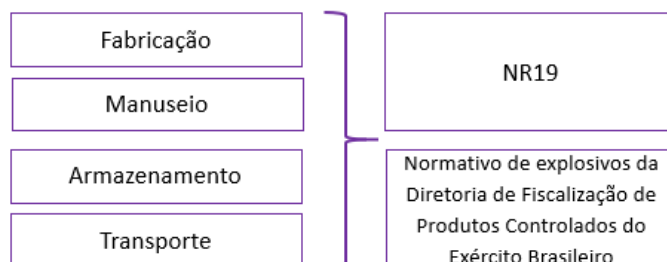 Fabricação
Manuseio
Armazenamento
Transporte
NR19
Normativo de explosivos da
Diretoria de Fiscalização de
Produtos Controlados do
Exército Brasileiro